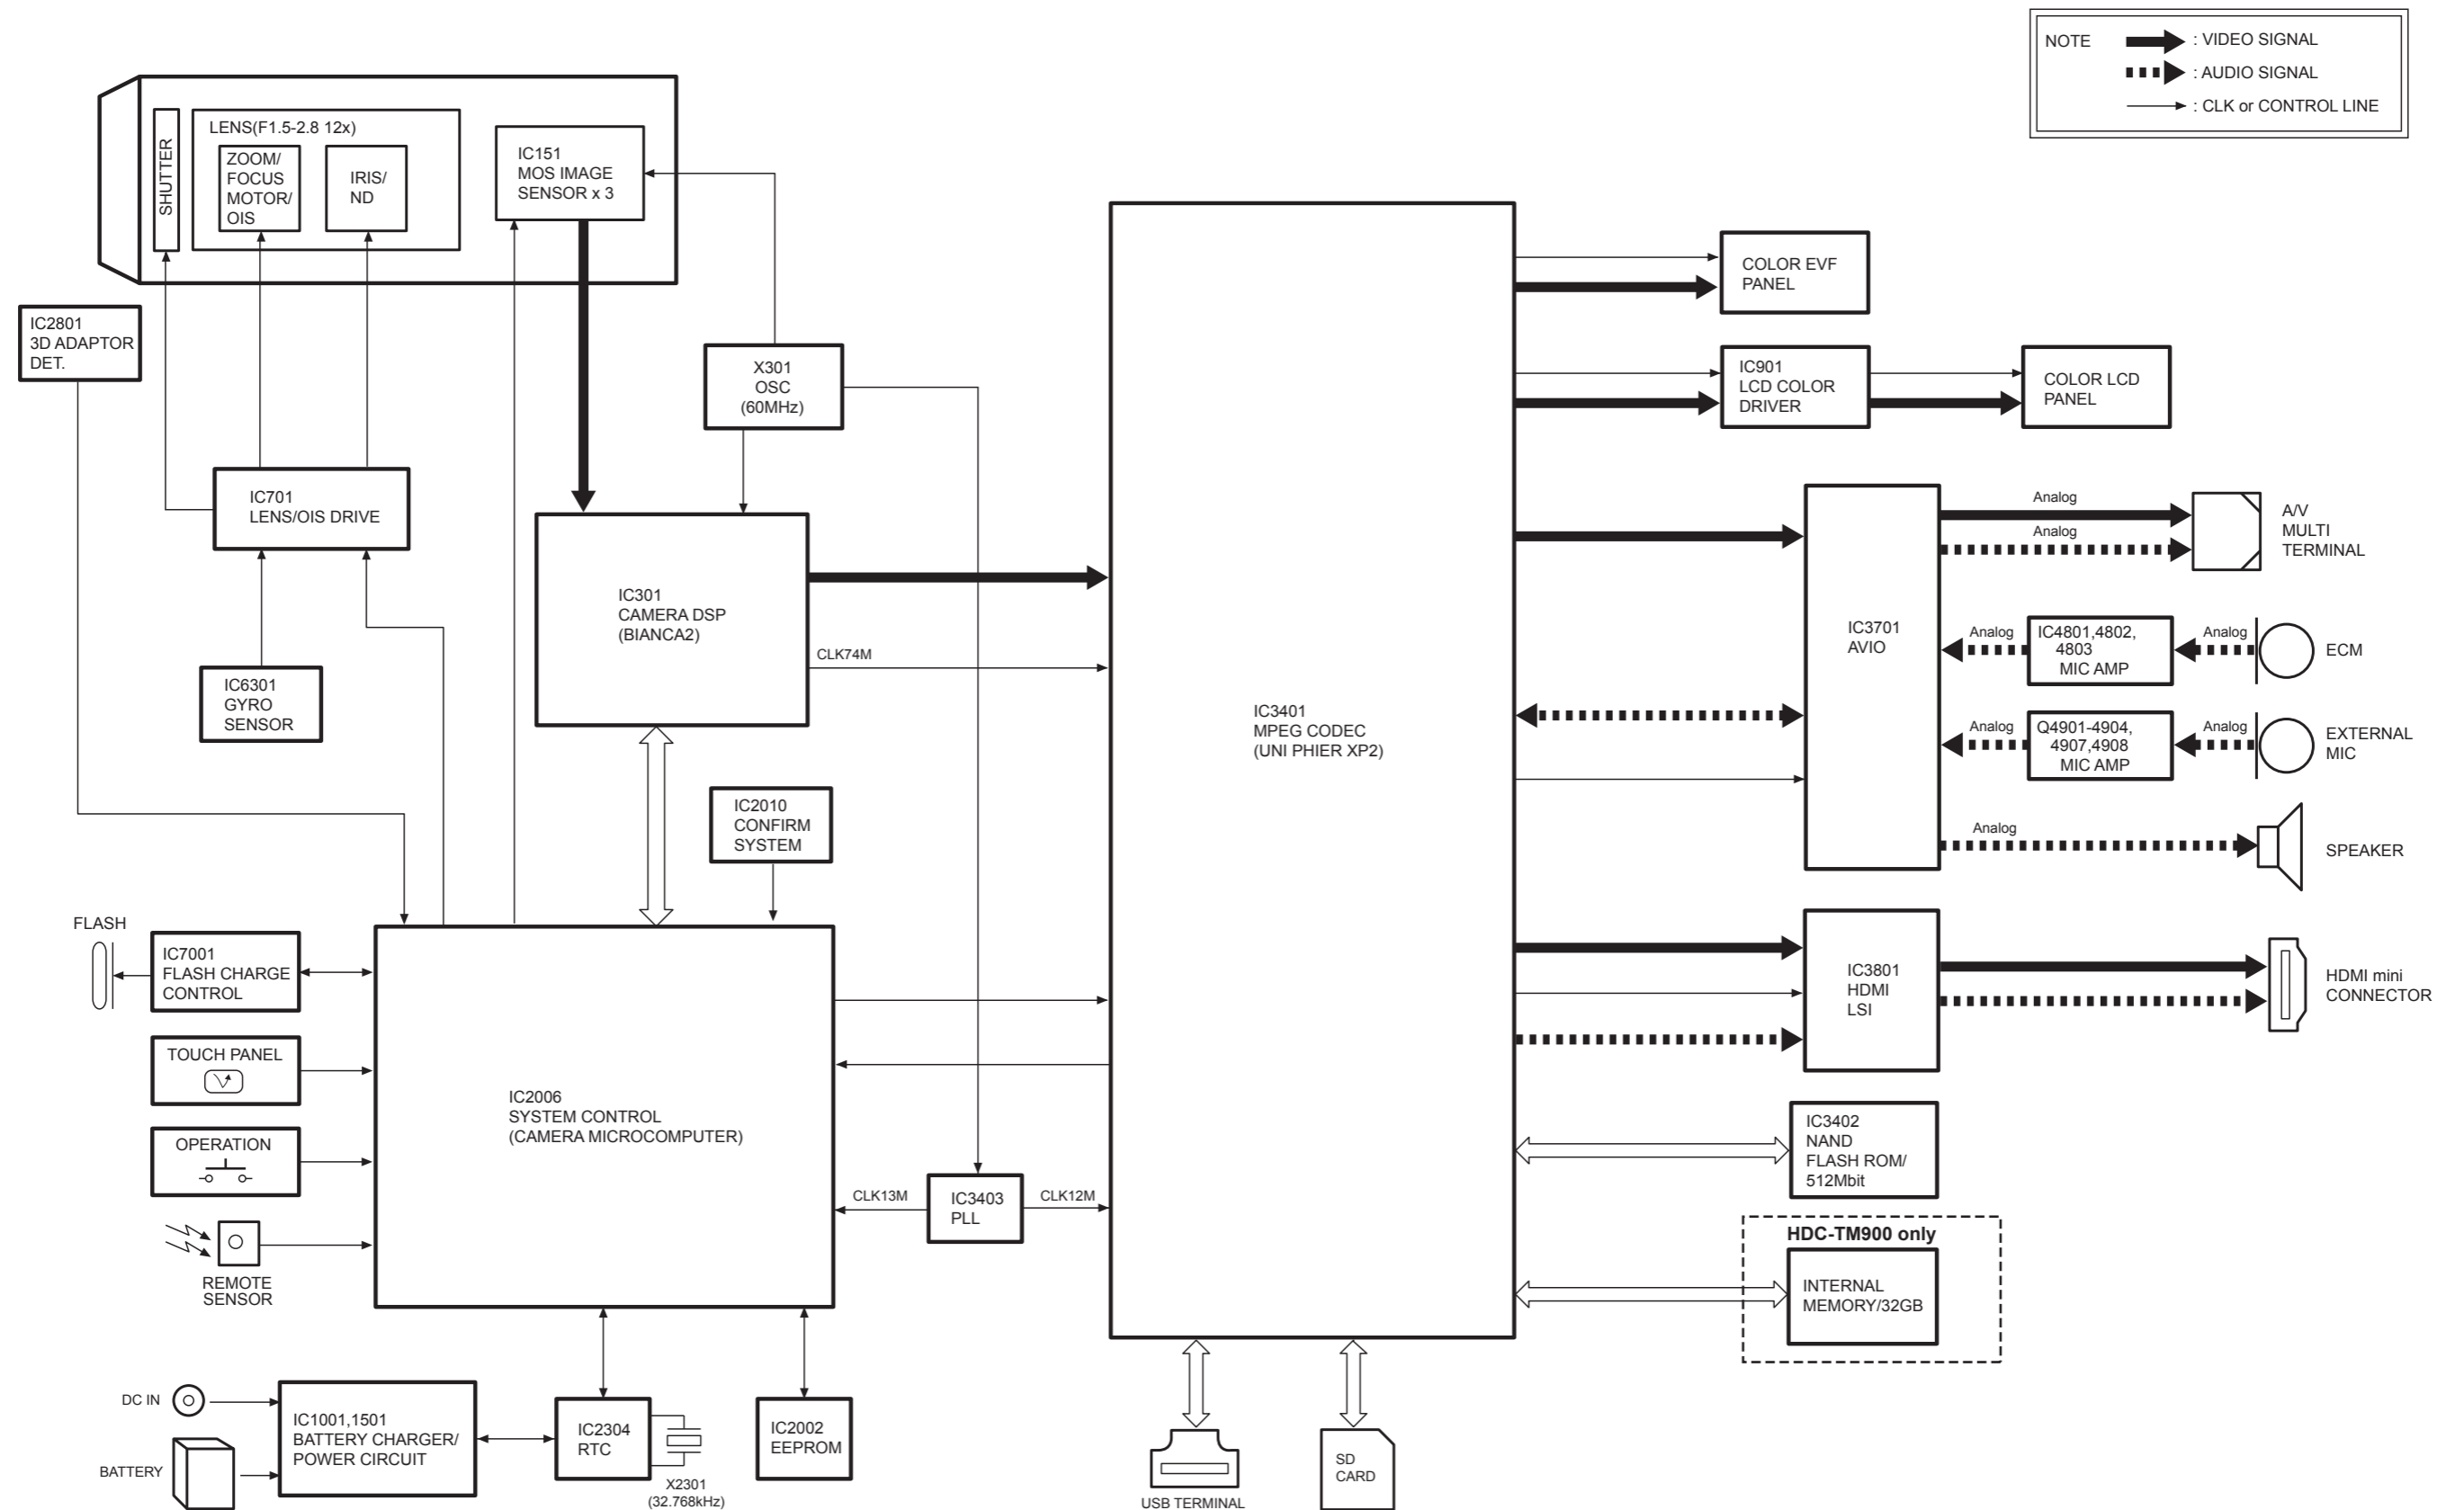 NOTE
: VIDEO SIGNAL
: AUDIO SIGNAL
: CLK or CONTROL LINE
SHUTTER
LENS(F1.5-2.8 12x)
ZOOM/
FOCUS
MOTOR/
OIS
IRIS/
ND
IC151
MOS IMAGE
SENSOR x 3
IC2801
3D ADAPTOR
DET.
X301
OSC
(60MHz)
IC701
LENS/OIS DRIVE
IC6301
GYRO
SENSOR
IC301
CAMERA DSP
(BIANCA2)
CLK74M
IC2010
CONFIRM
SYSTEM
FLASH
IC7001
FLASH CHARGE
CONTROL
TOUCH PANEL
OPERATION
REMOTE
SENSOR
IC2006
SYSTEM CONTROL
(CAMERA MICROCOMPUTER)
CLK13M
IC3403
PLL
CLK12M
DC IN
BATTERY
IC1001,1501
BATTERY CHARGER/
POWER CIRCUIT
IC2304
RTC
X2301
(32.768kHz)
IC2002
EEPROM
IC3401
MPEG CODEC
(UNI PHIER XP2)
USB TERMINAL
SD
CARD
COLOR EVF
PANEL
IC901
LCD COLOR
DRIVER
COLOR LCD
PANEL
IC3701
AVIO
Analog
Analog
A/V
MULTI
TERMINAL
Analog
IC4801,4802,
4803
MIC AMP
Analog
ECM
Analog
Q4901-4904,
4907,4908
MIC AMP
Analog
EXTERNAL
MIC
Analog
SPEAKER
IC3801
HDMI
LSI
HDMI mini
CONNECTOR
IC3402
NAND
FLASH ROM/
512Mbit
HDC-TM900 only
INTERNAL
MEMORY/32GB